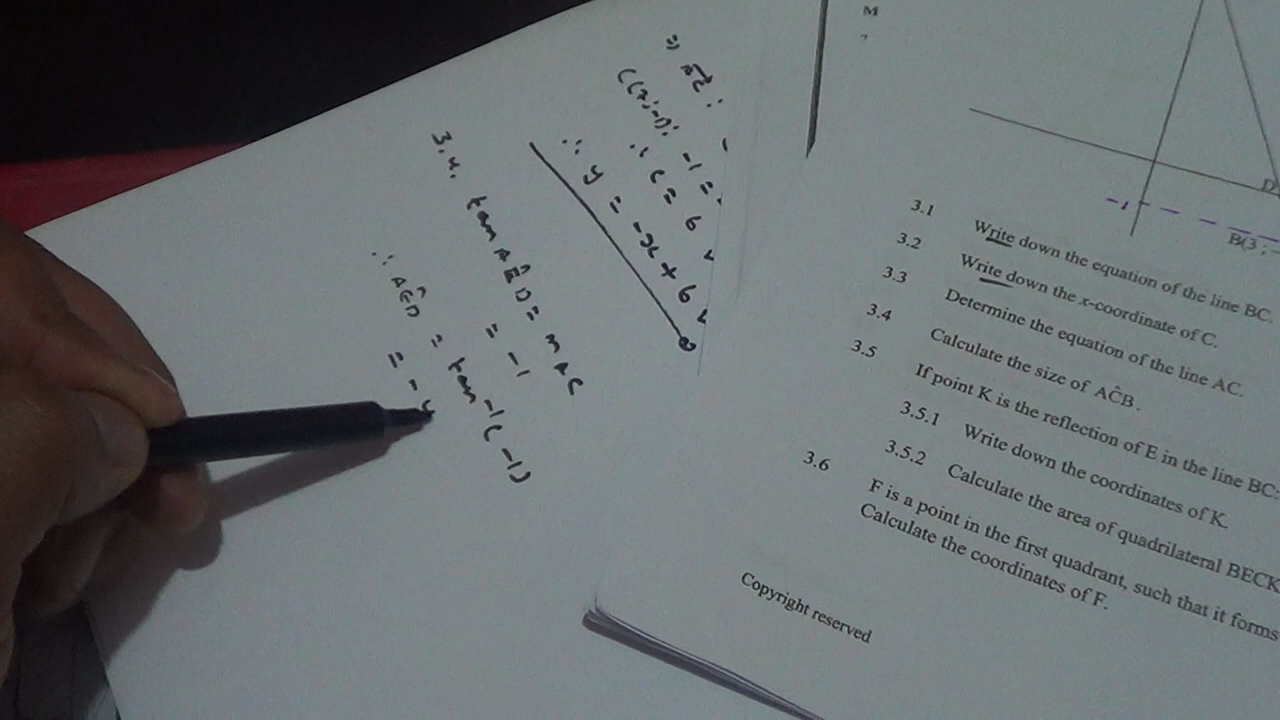 ⇒ AC:
C(7;-1): -1 =
∴ c = 6
∴ y = -x + 6
3.4. tan AÊD = m AC
= -1
∴ AÊD = tan⁻¹(-1)
= -4
M
D
-1
B(3 ; -
3.1 Write down the equation of the line BC.
3.2 Write down the x-coordinate of C.
3.3 Determine the equation of the line AC.
3.4 Calculate the size of AĈB.
3.5 If point K is the reflection of E in the line BC:
3.5.1 Write down the coordinates of K.
3.5.2 Calculate the area of quadrilateral BECK
3.6 F is a point in the first quadrant, such that it forms
Calculate the coordinates of F.
Copyright reserved